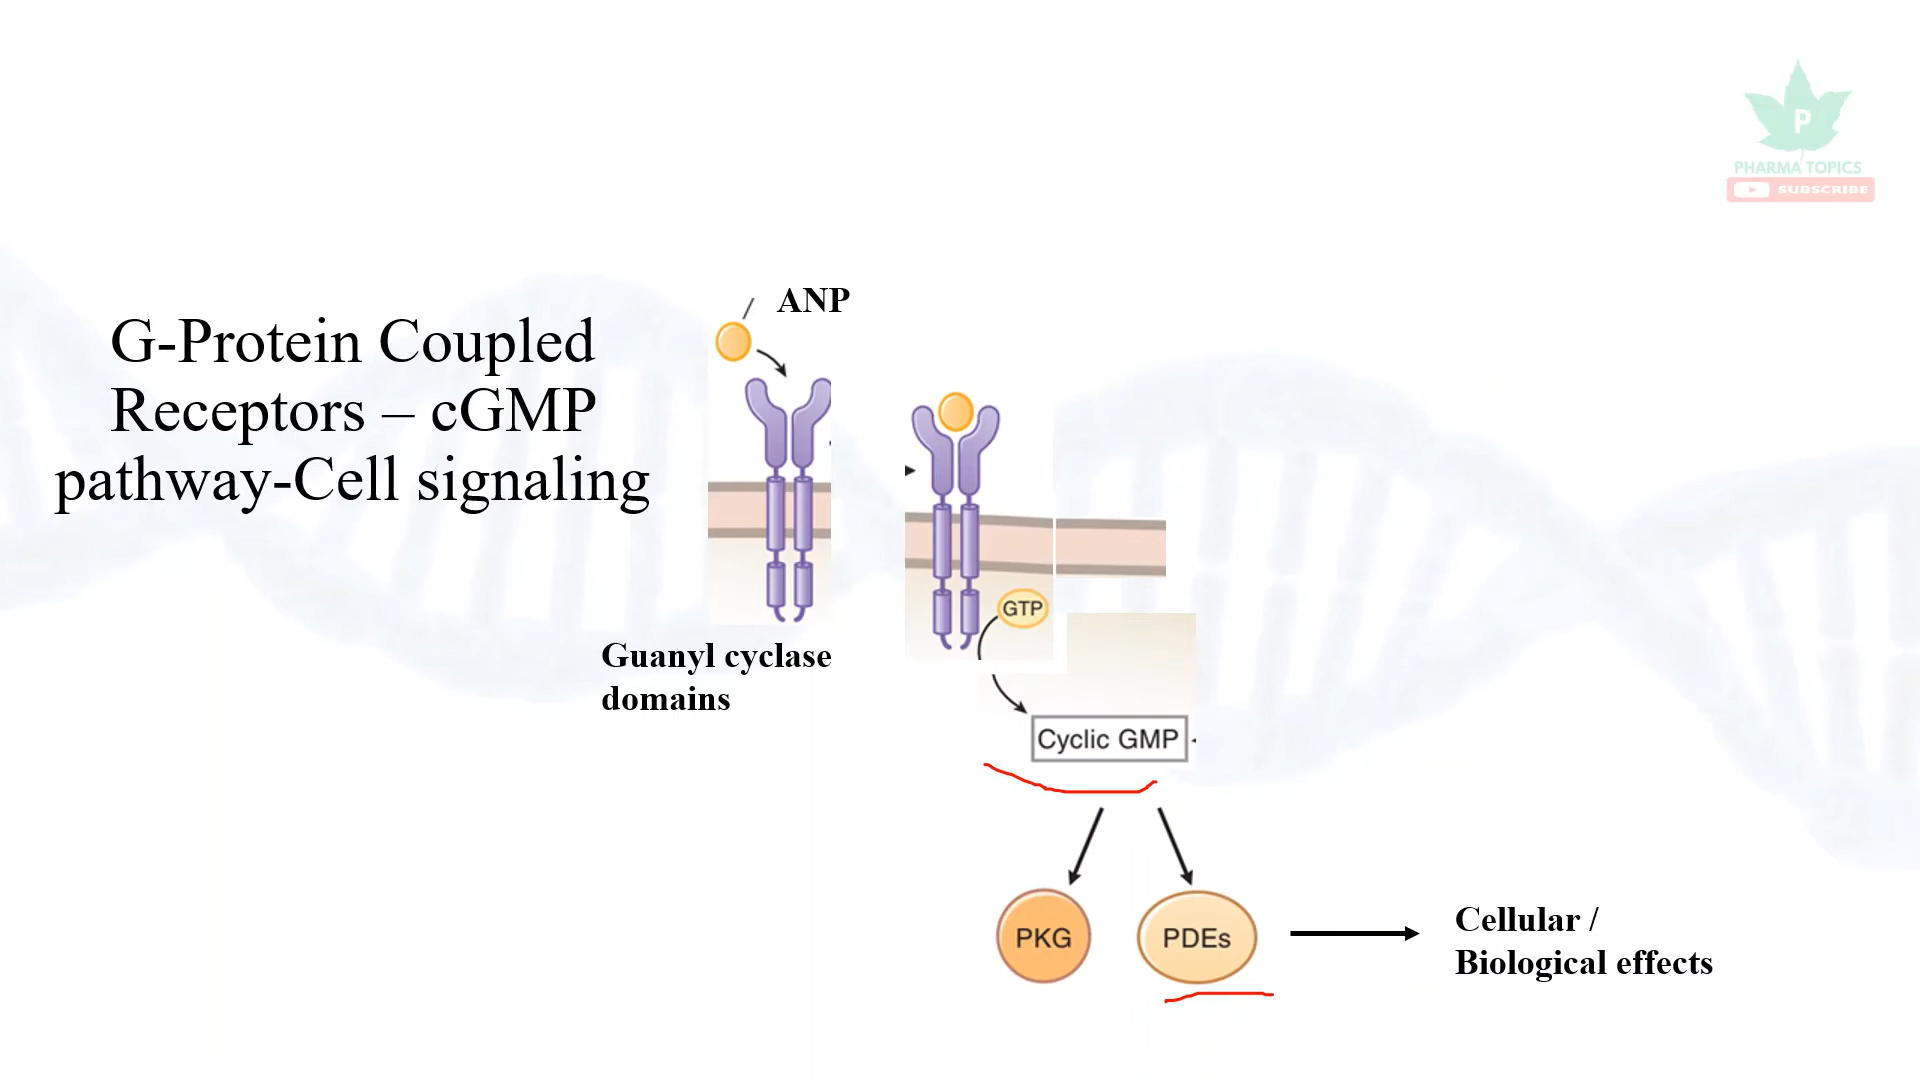 P
PHARMA TOPICS
SUBSCRIBE
G-Protein Coupled
Receptors – cGMP
pathway-Cell signaling
ANP
GTP
Guanyl cyclase
domains
Cyclic GMP
PKG
PDEs
Cellular /
Biological effects